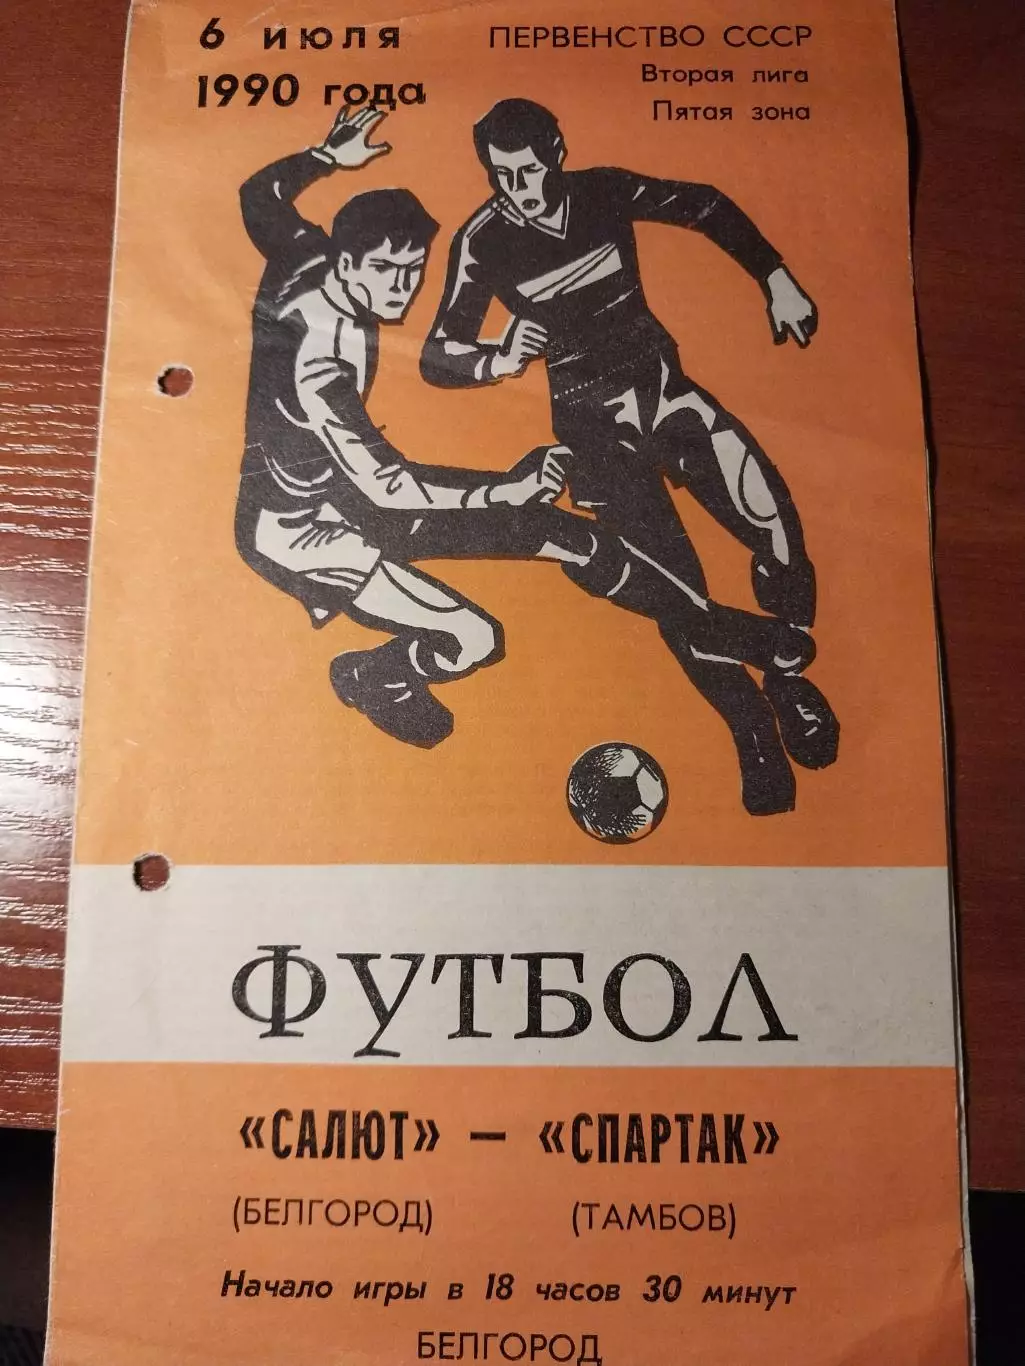 6 июля
1990 года
ПЕРВЕНСТВО СССР
Вторая лига
Пятая зона
ФУТБОЛ
«САЛЮТ» — «СПАРТАК»
(БЕЛГОРОД) (ТАМБОВ)
Начало игры в 18 часов 30 минут
БЕЛГОРОД